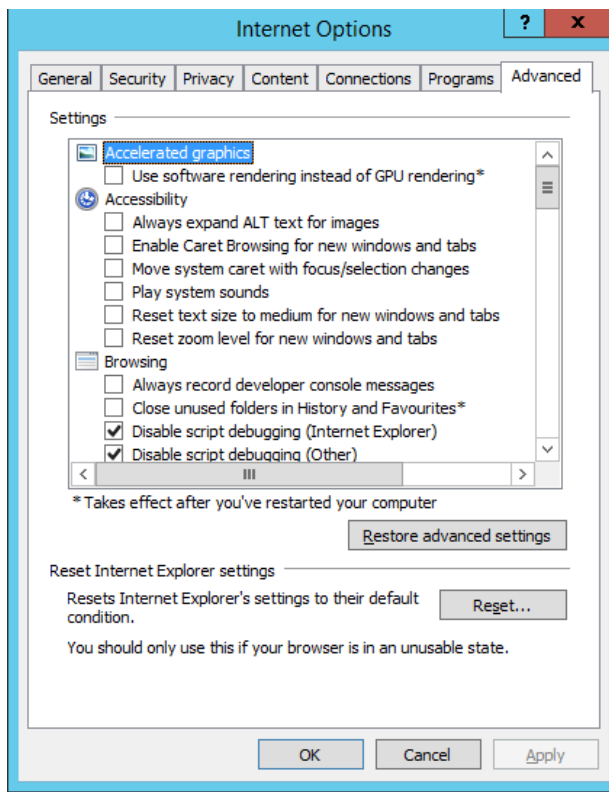 Internet Options
? x
General Security Privacy Content Connections Programs Advanced
Settings
Accelerated graphics
Use software rendering instead of GPU rendering*
Accessibility
Always expand ALT text for images
Enable Caret Browsing for new windows and tabs
Move system caret with focus/selection changes
Play system sounds
Reset text size to medium for new windows and tabs
Reset zoom level for new windows and tabs
Browsing
Always record developer console messages
Close unused folders in History and Favourites*
Disable script debugging (Internet Explorer)
Disable script debugging (Other)
*Takes effect after you've restarted your computer
Restore advanced settings
Reset Internet Explorer settings
Resets Internet Explorer's settings to their default
condition.
Reset...
You should only use this if your browser is in an unusable state.
OK Cancel Apply